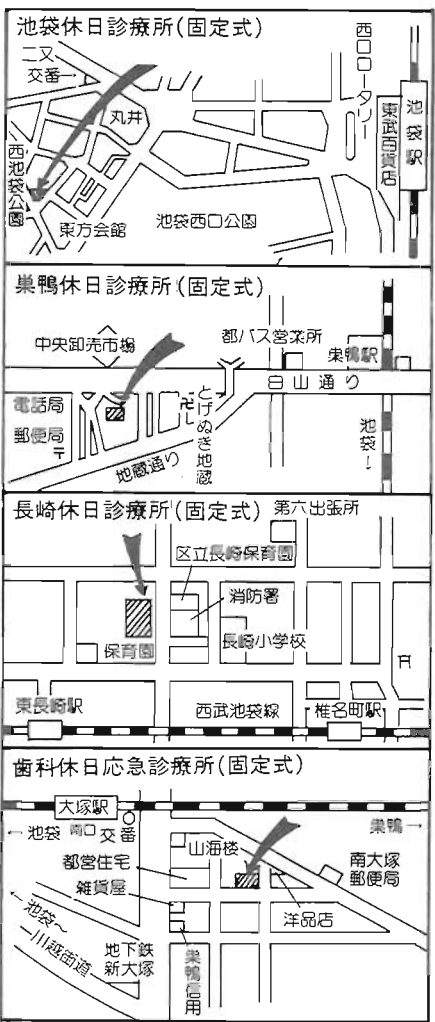 池袋休日診療所(固定式)
二又
交番→
丸井
西口ロータリー
池袋駅
東武百貨店
西池袋公園
東方会館
池袋西口公園
巣鴨休日診療所(固定式)
中央卸売市場
都バス営業所
巣鴨駅
白山通り
電話局
郵便局
〒
卍
とげぬき地蔵
地蔵通り
池袋↓
長崎休日診療所(固定式)
第六出張所
区立長崎保育園
消防署
長崎小学校
保育園
東長崎駅
西武池袋線
椎名町駅
歯科休日応急診療所(固定式)
大塚駅
←池袋
南口
交番
巣鴨→
山海楼
都営住宅
雑貨屋
南大塚
郵便局
洋品店
←池袋~
川越街道
地下鉄
新大塚
巣鴨信用